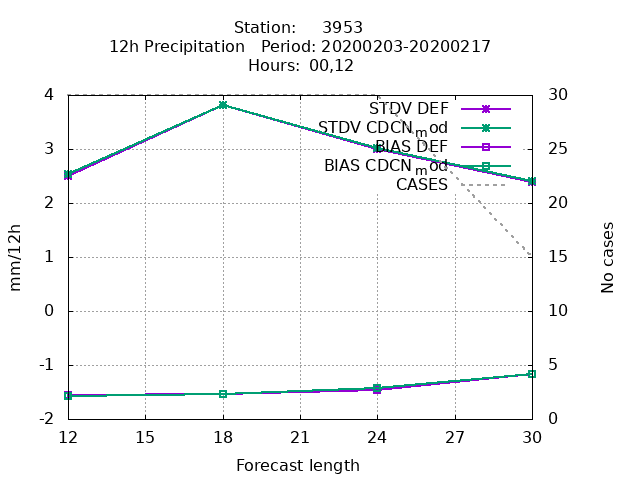 Station: 3953
12h Precipitation Period: 20200203-20200217
Hours: 00,12
4
3
2
1
0
-1
-2
30
25
20
15
10
5
0
STDV DEF
STDV CDCN_mod
BIAS DEF
BIAS CDCN_mod
CASES
mm/12h
No cases
12 15 18 21 24 27 30
Forecast length